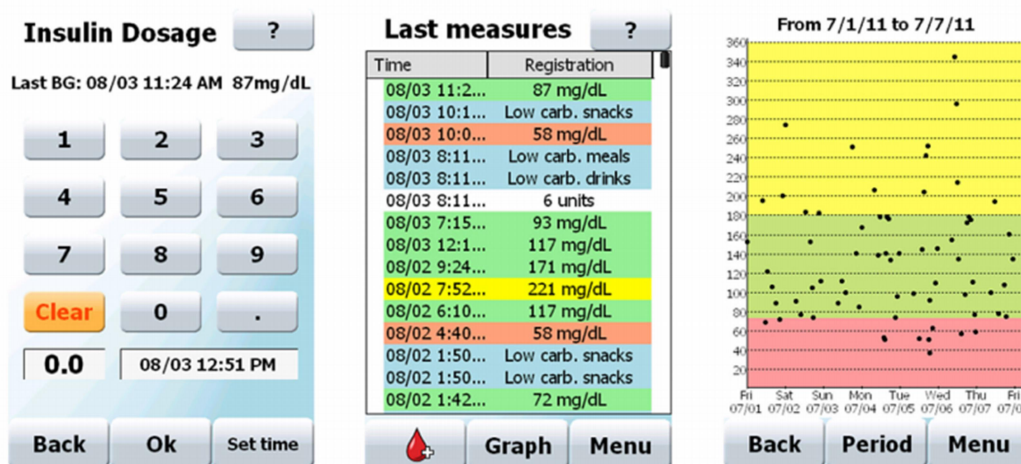 Insulin Dosage ?
Last BG: 08/03 11:24 AM 87mg/dL
1 2 3
4 5 6
7 8 9
Clear 0 .
0.0 08/03 12:51 PM
Back Ok Set time
Last measures ?
Time Registration
08/03 11:2... 87 mg/dL
08/03 10:1... Low carb. snacks
08/03 10:0... 58 mg/dL
08/03 8:11... Low carb. meals
08/03 8:11... Low carb. drinks
08/03 8:11... 6 units
08/03 7:15... 93 mg/dL
08/03 12:1... 117 mg/dL
08/02 9:24... 171 mg/dL
08/02 7:52... 221 mg/dL
08/02 6:10... 117 mg/dL
08/02 4:40... 58 mg/dL
08/02 1:50... Low carb. snacks
08/02 1:50... Low carb. snacks
08/02 1:42... 72 mg/dL
Graph Menu
From 7/1/11 to 7/7/11
360
340
320
300
280
260
240
220
200
180
160
140
120
100
80
60
40
20
Fri Sat Sun Mon Tue Wed Thu Fri
07/01 07/02 07/03 07/04 07/05 07/06 07/07 07/0
Back Period Menu